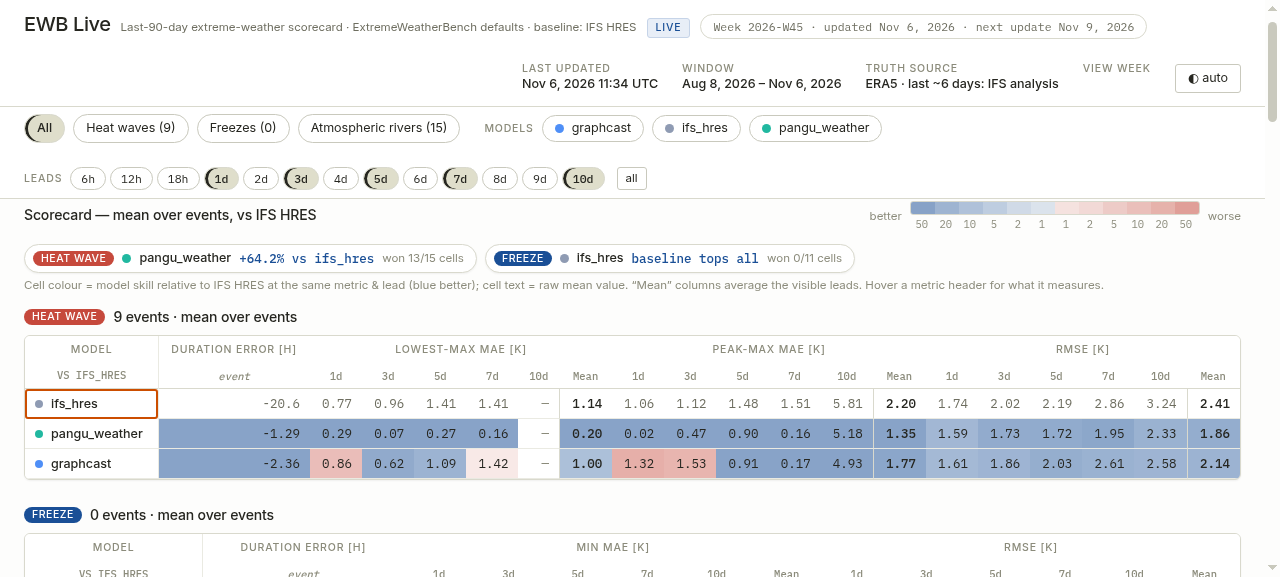 EWB Live Last-90-day extreme-weather scorecard · ExtremeWeatherBench defaults · baseline: IFS HRES LIVE Week 2026-W45 · updated Nov 6, 2026 · next update Nov 9, 2026
LAST UPDATED WINDOW TRUTH SOURCE VIEW WEEK
Nov 6, 2026 11:34 UTC Aug 8, 2026 – Nov 6, 2026 ERA5 · last ~6 days: IFS analysis ◐ auto
All Heat waves (9) Freezes (0) Atmospheric rivers (15) MODELS graphcast ifs_hres pangu_weather
LEADS 6h 12h 18h 1d 2d 3d 4d 5d 6d 7d 8d 9d 10d all
Scorecard — mean over events, vs IFS HRES better worse
50 20 10 5 2 1 1 2 5 10 20 50
HEAT WAVE pangu_weather +64.2% vs ifs_hres won 13/15 cells FREEZE ifs_hres baseline tops all won 0/11 cells
Cell colour = model skill relative to IFS HRES at the same metric & lead (blue better); cell text = raw mean value. “Mean” columns average the visible leads. Hover a metric header for what it measures.
HEAT WAVE 9 events · mean over events
MODEL DURATION ERROR [H] LOWEST-MAX MAE [K] PEAK-MAX MAE [K] RMSE [K]
VS IFS_HRES event 1d 3d 5d 7d 10d Mean 1d 3d 5d 7d 10d Mean 1d 3d 5d 7d 10d Mean
ifs_hres -20.6 0.77 0.96 1.41 1.41 — 1.14 1.06 1.12 1.48 1.51 5.81 2.20 1.74 2.02 2.19 2.86 3.24 2.41
pangu_weather -1.29 0.29 0.07 0.27 0.16 — 0.20 0.02 0.47 0.90 0.16 5.18 1.35 1.59 1.73 1.72 1.95 2.33 1.86
graphcast -2.36 0.86 0.62 1.09 1.42 — 1.00 1.32 1.53 0.91 0.17 4.93 1.77 1.61 1.86 2.03 2.61 2.58 2.14
FREEZE 0 events · mean over events
MODEL DURATION ERROR [H] MIN MAE [K] RMSE [K]
VS IFS HRES event 1d 3d 5d 7d 10d Mean 1d 3d 5d 7d 10d Mean